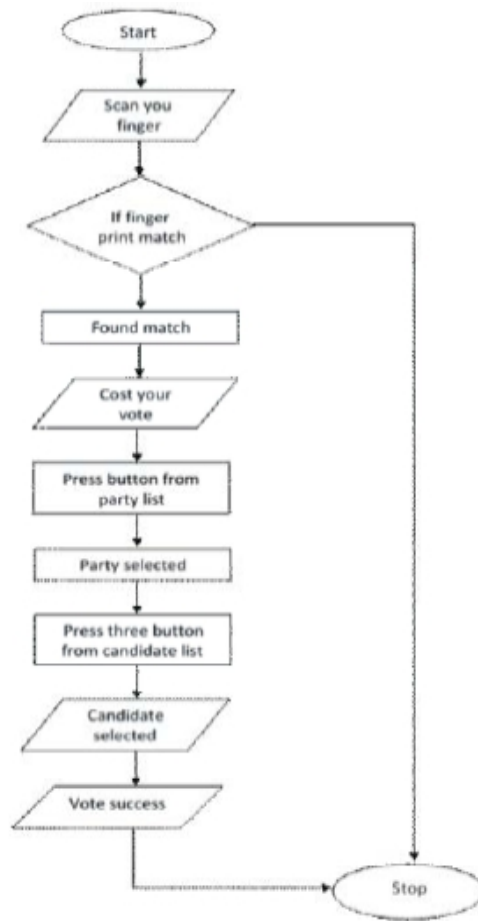 Start
Scan you
finger
If finger
print match
Found match
Cost your
vote
Press button from
party list
Party selected
Press three button
from candidate list
Candidate
selected
Vote success
Stop